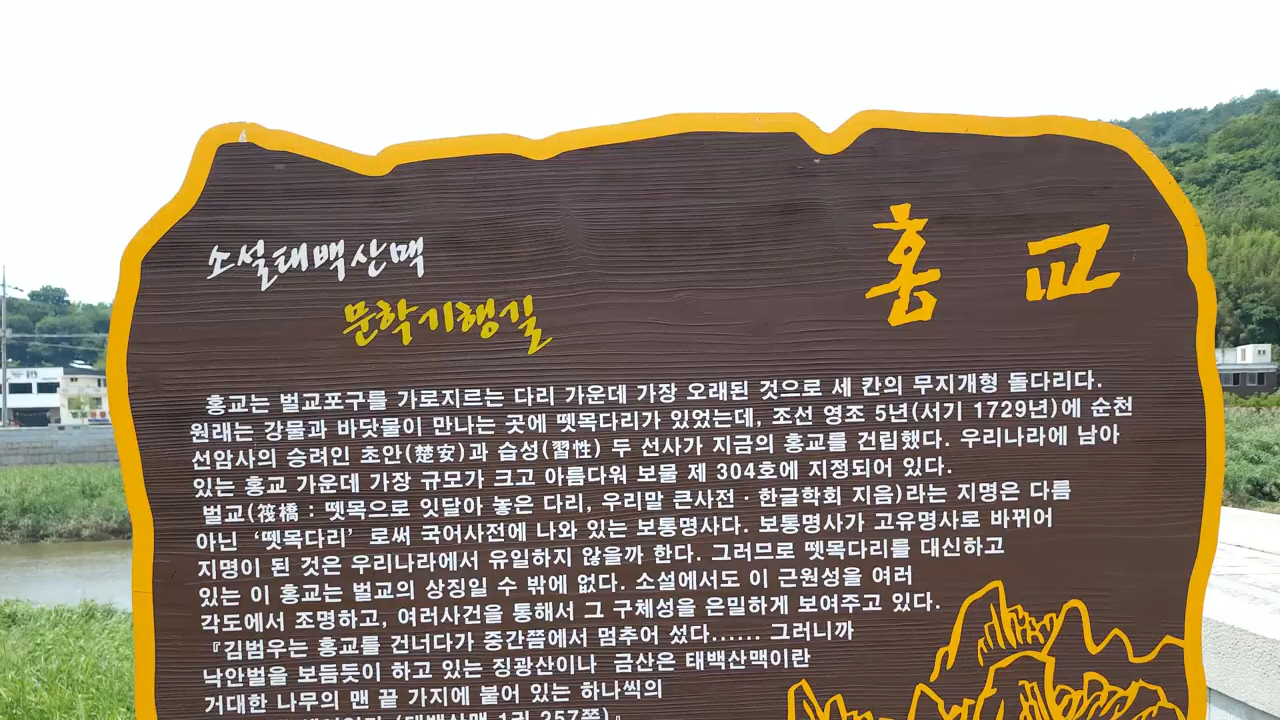 소설태백산맥
문학기행길
홍교
홍교는 벌교포구를 가로지르는 다리 가운데 가장 오래된 것으로 세 칸의 무지개형 돌다리다.
원래는 강물과 바닷물이 만나는 곳에 뗏목다리가 있었는데, 조선 영조 5년(서기 1729년)에 순천
선암사의 승려인 초안(楚安)과 습성(習性) 두 선사가 지금의 홍교를 건립했다. 우리나라에 남아
있는 홍교 가운데 가장 규모가 크고 아름다워 보물 제 304호에 지정되어 있다.
벌교(筏橋 : 뗏목으로 잇달아 놓은 다리, 우리말 큰사전 · 한글학회 지음)라는 지명은 다름
아닌 ‘뗏목다리’ 로써 국어사전에 나와 있는 보통명사다. 보통명사가 고유명사로 바뀌어
지명이 된 것은 우리나라에서 유일하지 않을까 한다. 그러므로 뗏목다리를 대신하고
있는 이 홍교는 벌교의 상징일 수 밖에 없다. 소설에서도 이 근원성을 여러
각도에서 조명하고, 여러사건을 통해서 그 구체성을 은밀하게 보여주고 있다.
『김범우는 홍교를 건너다가 중간쯤에서 멈추어 섰다…… 그러니까
낙안벌을 보듬듯이 하고 있는 징광산이나 금산은 태백산맥이란
거대한 나무의 맨 끝 가지에 붙어 있는 하나씩의
(태백산맥 1권 257쪽)』